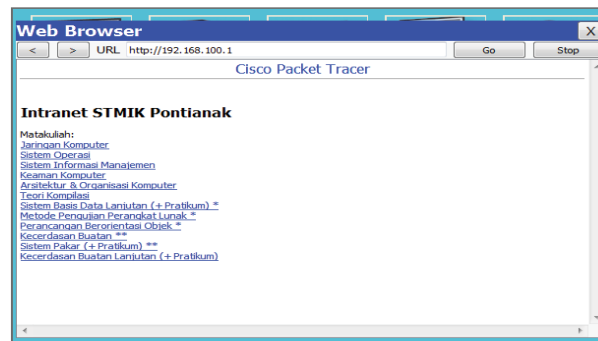 Web Browser X
< > URL http://192.168.100.1 Go Stop
Cisco Packet Tracer
Intranet STMIK Pontianak
Matakuliah:
Jaringan Komputer
Sistem Operasi
Sistem Informasi Manajemen
Keaman Komputer
Arsitektur & Organisasi Komputer
Teori Kompilasi
Sistem Basis Data Lanjutan (+ Pratikum) *
Metode Pengujian Perangkat Lunak *
Perancangan Berorientasi Objek *
Kecerdasan Buatan **
Sistem Pakar (+ Pratikum) **
Kecerdasan Buatan Lanjutan (+ Pratikum)